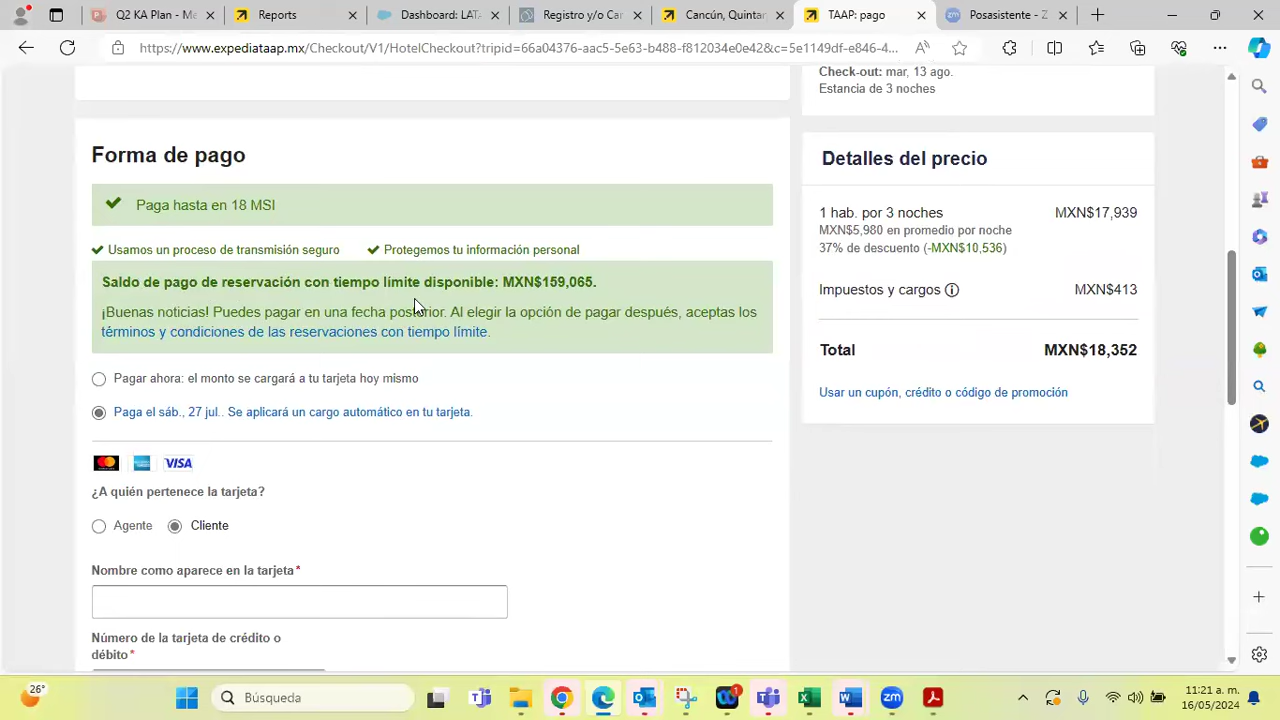 Q2 KA Plan - M
Reports
Dashboard: LAT
Registro y/o Car
Cancún, Quintar
TAAP: pago
Posasistente - Z
https://www.expediataap.mx/Checkout/V1/HotelCheckout?tripid=66a04376-aac5-5e63-b488-f812034e0e42&c=5e1149df-e846-4...
Check-out: mar, 13 ago.
Estancia de 3 noches
Forma de pago
Paga hasta en 18 MSI
Usamos un proceso de transmisión seguro
Protegemos tu información personal
Saldo de pago de reservación con tiempo límite disponible: MXN$159,065.
¡Buenas noticias! Puedes pagar en una fecha posterior. Al elegir la opción de pagar después, aceptas los
términos y condiciones de las reservaciones con tiempo límite.
Pagar ahora: el monto se cargará a tu tarjeta hoy mismo
Paga el sáb., 27 jul.. Se aplicará un cargo automático en tu tarjeta.
VISA
¿A quién pertenece la tarjeta?
Agente
Cliente
Nombre como aparece en la tarjeta*
Número de la tarjeta de crédito o
débito*
Detalles del precio
1 hab. por 3 noches MXN$17,939
MXN$5,980 en promedio por noche
37% de descuento (-MXN$10,536)
Impuestos y cargos MXN$413
Total MXN$18,352
Usar un cupón, crédito o código de promoción
26°
Búsqueda
1
11:21 a. m.
16/05/2024